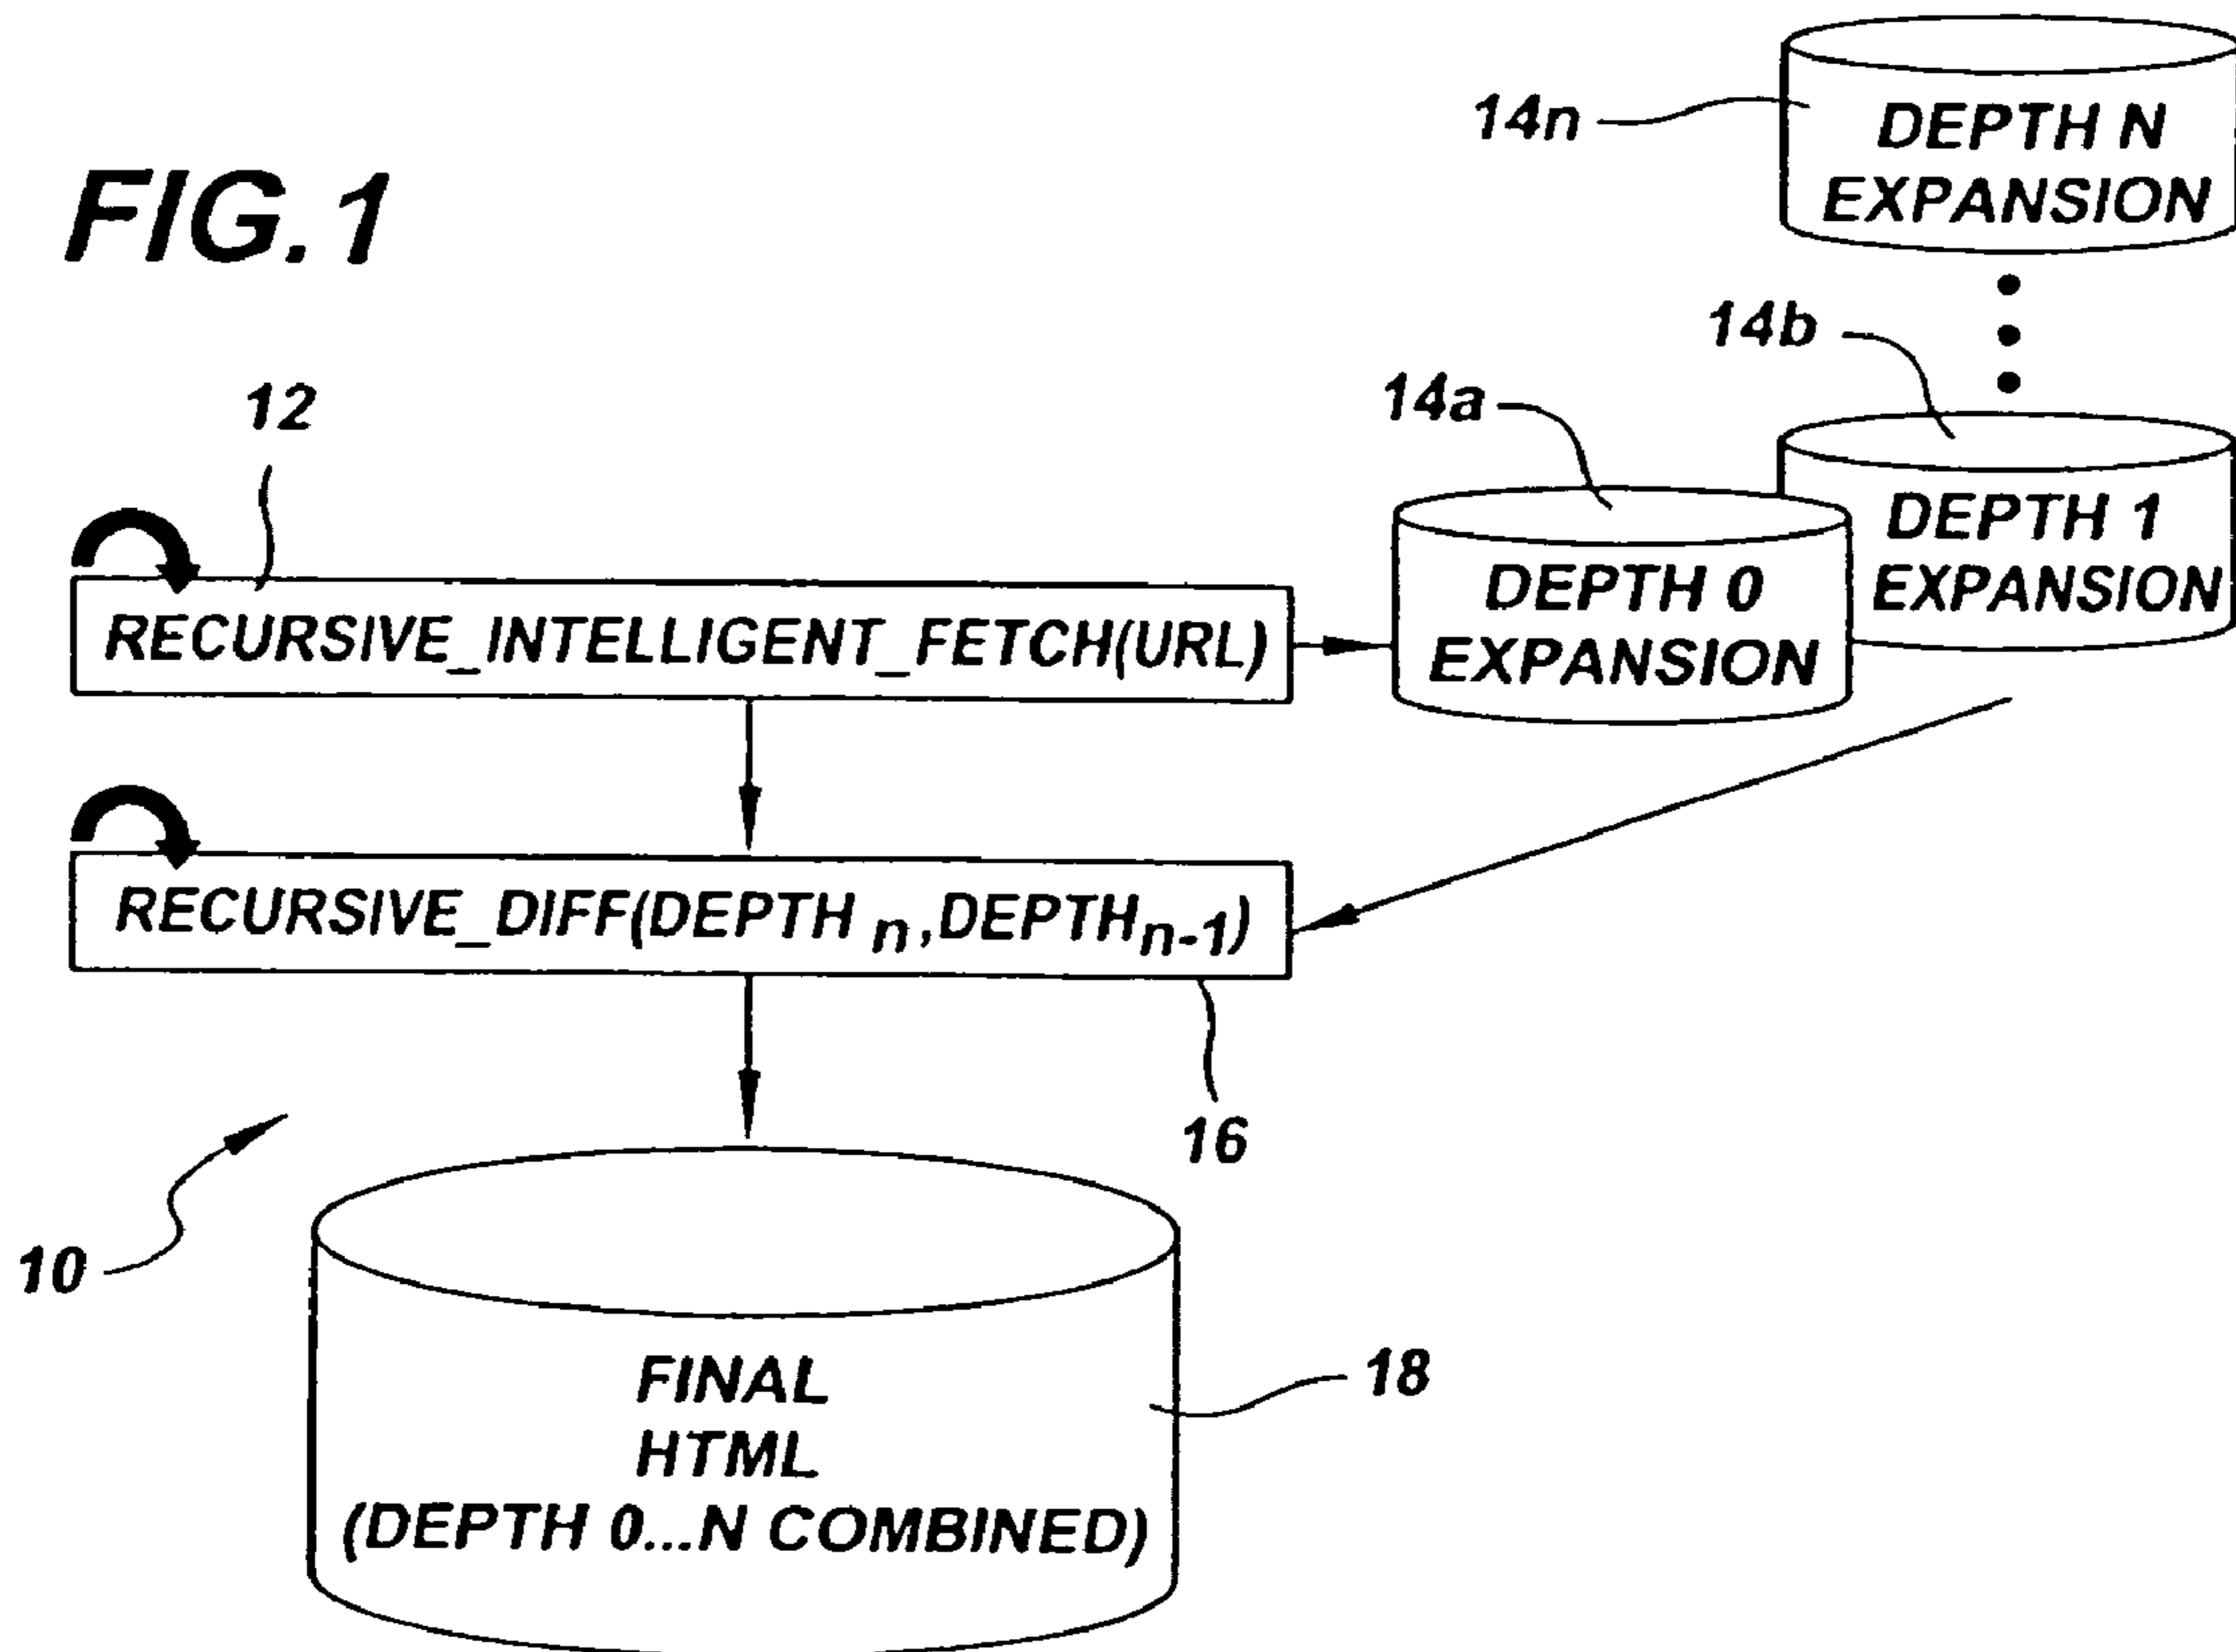 FIG. 1
14n
DEPTH N
EXPANSION
14b
14a
12
DEPTH 1
EXPANSION
DEPTH 0
EXPANSION
RECURSIVE_INTELLIGENT_FETCH(URL)
RECURSIVE_DIFF(DEPTH n,DEPTHn-1)
16
10
FINAL
HTML
(DEPTH 0...N COMBINED)
18